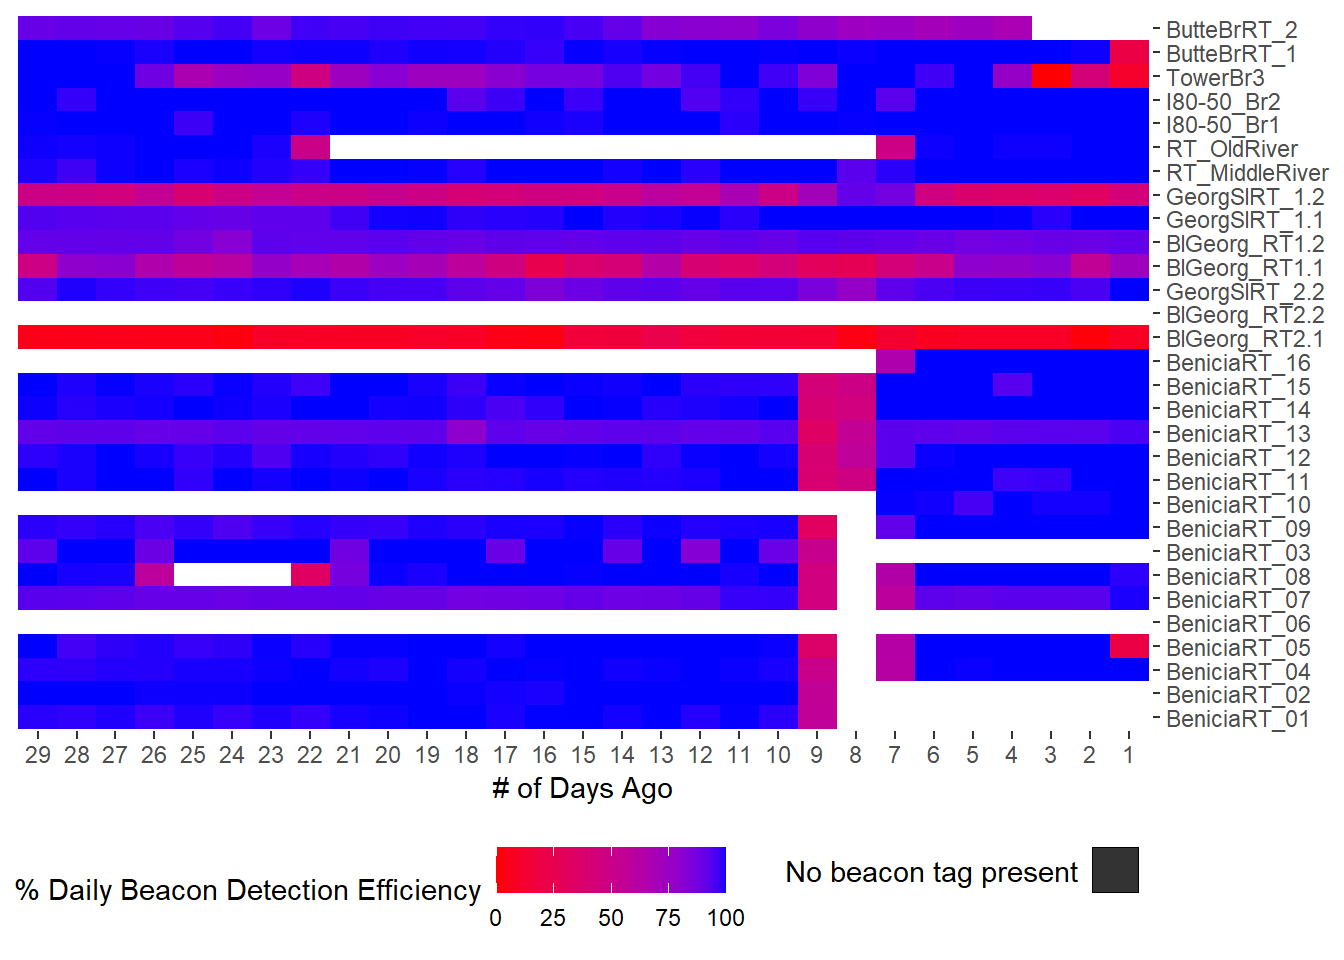 ButteBrRT_2
ButteBrRT_1
TowerBr3
I80-50_Br2
I80-50_Br1
RT_OldRiver
RT_MiddleRiver
GeorgSlRT_1.2
GeorgSlRT_1.1
BlGeorg_RT1.2
BlGeorg_RT1.1
GeorgSlRT_2.2
BlGeorg_RT2.2
BlGeorg_RT2.1
BeniciaRT_16
BeniciaRT_15
BeniciaRT_14
BeniciaRT_13
BeniciaRT_12
BeniciaRT_11
BeniciaRT_10
BeniciaRT_09
BeniciaRT_03
BeniciaRT_08
BeniciaRT_07
BeniciaRT_06
BeniciaRT_05
BeniciaRT_04
BeniciaRT_02
BeniciaRT_01
29 28 27 26 25 24 23 22 21 20 19 18 17 16 15 14 13 12 11 10 9 8 7 6 5 4 3 2 1
# of Days Ago
% Daily Beacon Detection Efficiency
0 25 50 75 100
No beacon tag present